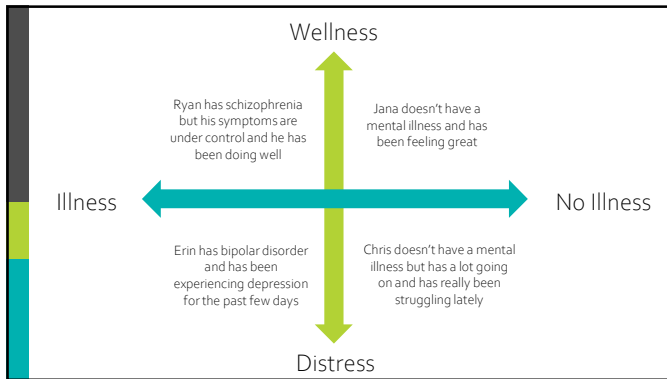 Wellness
Ryan has schizophrenia
but his symptoms are
under control and he has
been doing well
Jana doesn't have a
mental illness and has
been feeling great
Illness
No Illness
Erin has bipolar disorder
and has been
experiencing depression
for the past few days
Chris doesn't have a mental
illness but has a lot going
on and has really been
struggling lately
Distress